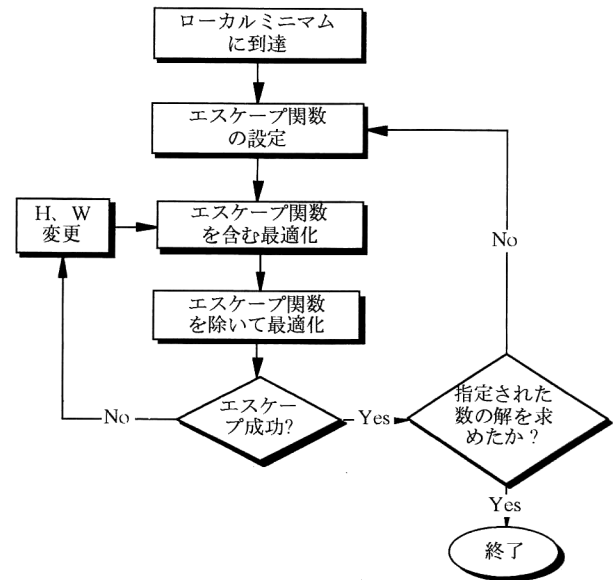 ローカルミニマム
に到達
エスケープ関数
の設定
H、W
変更
エスケープ関数
を含む最適化
No
エスケープ関数
を除いて最適化
No
エスケー
プ成功?
Yes
指定された
数の解を求
めたか?
Yes
終了